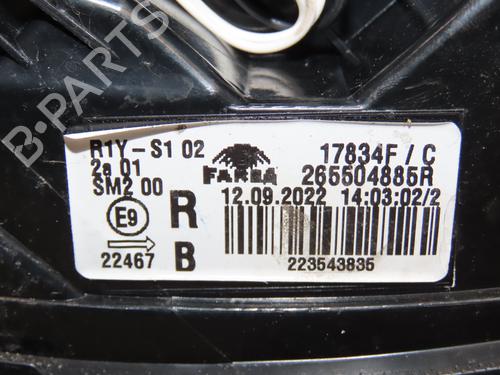 B-PARTS
R1Y-S1 02
2a 01
SM2 00
E9
22467
FARBA
R
B
17834F / C
265504885R
12.09.2022 14:03:02/2
223543835